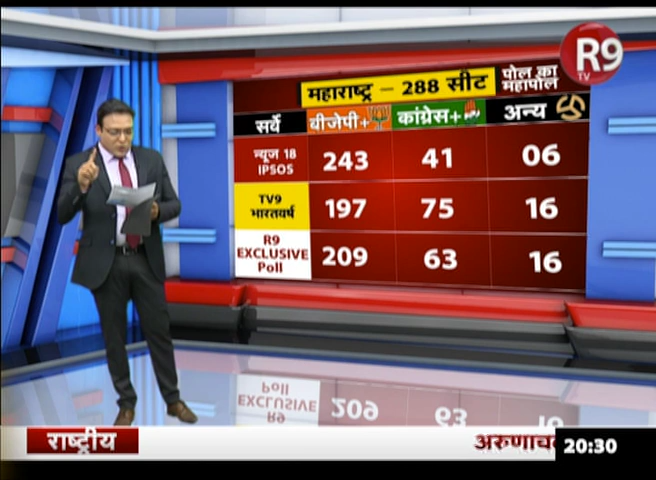 R9
TV
पोल का
महापोल
महाराष्ट्र – 288 सीट
सर्वे बीजेपी+ कांग्रेस+ अन्य
न्यूज 18
IPSOS 243 41 06
TV9
भारतवर्ष 197 75 16
R9
EXCLUSIVE
Poll 209 63 16
राष्ट्रीय
20:30